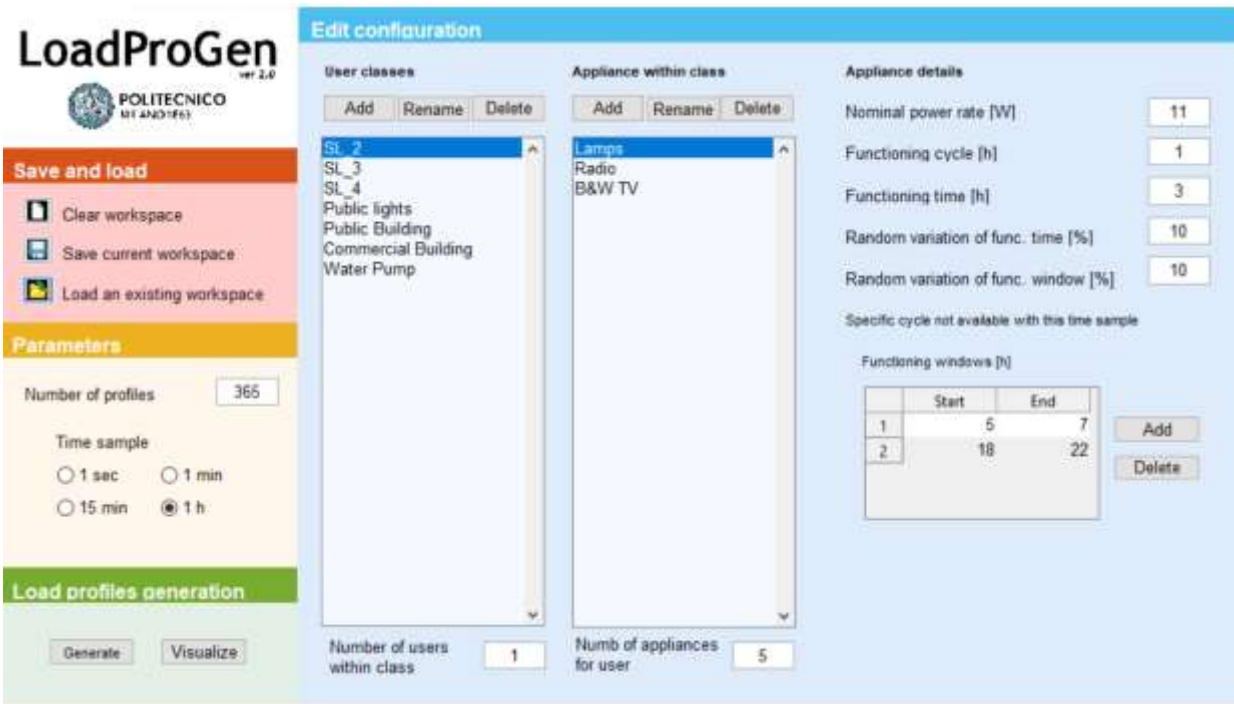 LoadProGen
ver 2.0
POLITECNICO
Save and load
Clear workspace
Save current workspace
Load an existing workspace
Parameters
Number of profiles 365
Time sample
1 sec 1 min
15 min 1 h
Load profiles generation
Generate Visualize
Edit configuration
User classes
Add Rename Delete
SL_2
SL_3
SL_4
Public lights
Public Building
Commercial Building
Water Pump
Number of users
within class 1
Appliance within class
Add Rename Delete
Lamps
Radio
B&W TV
Numb of appliances
for user 5
Appliance details
Nominal power rate [W] 11
Functioning cycle [h] 1
Functioning time [h] 3
Random variation of func. time [%] 10
Random variation of func. window [%] 10
Specific cycle not available with this time sample
Functioning windows [h]
Start End
1 5 7
2 18 22
Add
Delete